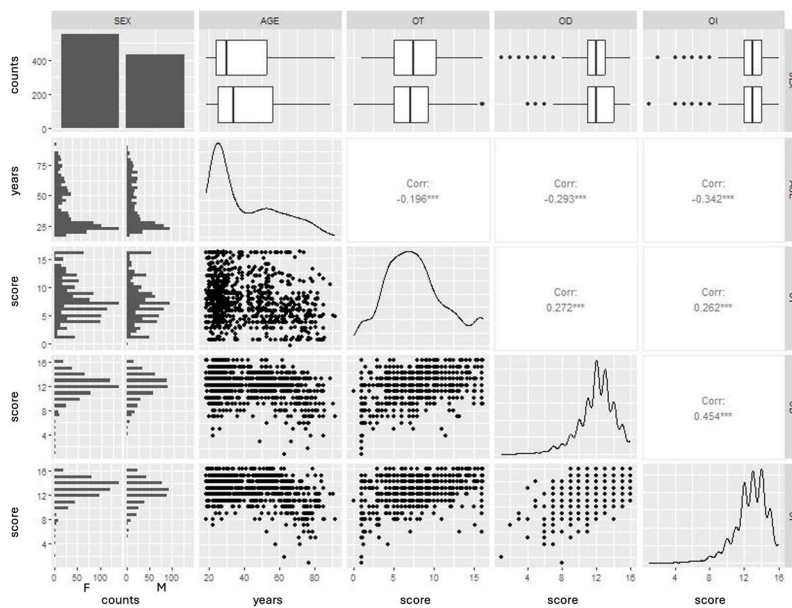 SEX AGE OT OD OI
counts
400
200
0
years
75
50
25
Corr:
-0.196***
Corr:
-0.293***
Corr:
-0.342***
score
15
10
5
0
Corr:
0.272***
Corr:
0.262***
score
16
12
8
4
Corr:
0.454***
score
16
12
8
4
0 50 100 0 50 100 20 40 60 80 0 5 10 15 4 8 12 16 4 8 12 16
F M
counts years score score score